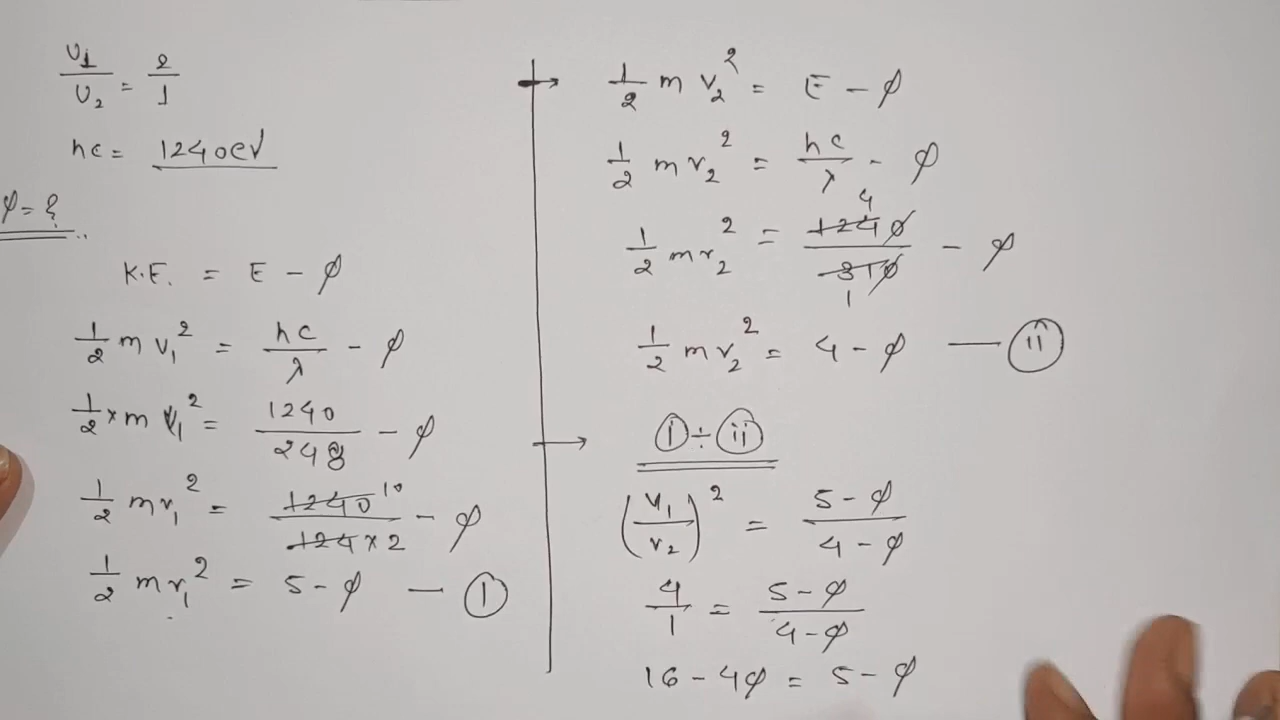 v₁/v₂ = 2/1
hc = 1240eV
φ = ?
K.E. = E - φ
1/2 m v₁² = hc/λ - φ
1/2 × m v₁² = 1240/248 - φ
1/2 m v₁² = 1240 10/124 × 2 - φ
1/2 m v₁² = 5 - φ — (i)
→ 1/2 m v₂² = E - φ
1/2 m v₂² = hc/λ - φ
1/2 m v₂² = 1240 4/310 1 - φ
1/2 m v₂² = 4 - φ — (ii)
→ (i) ÷ (ii)
(v₁/v₂)² = 5 - φ/4 - φ
4/1 = 5 - φ/4 - φ
16 - 4φ = 5 - φ